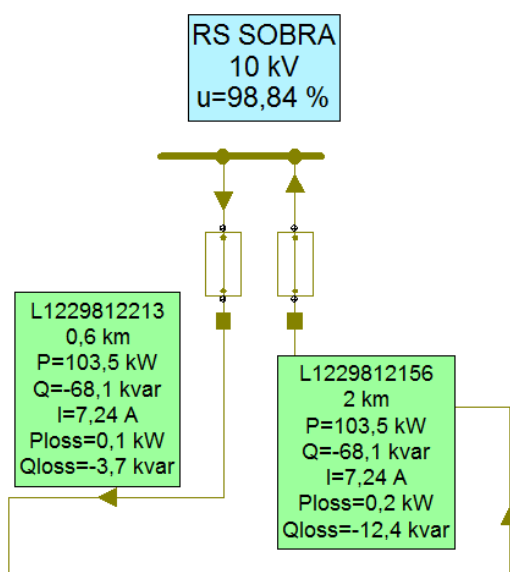 RS SOBRA
10 kV
u=98,84 %
L1229812213
0,6 km
P=103,5 kW
Q=-68,1 kvar
I=7,24 A
Ploss=0,1 kW
Qloss=-3,7 kvar
L1229812156
2 km
P=103,5 kW
Q=-68,1 kvar
I=7,24 A
Ploss=0,2 kW
Qloss=-12,4 kvar